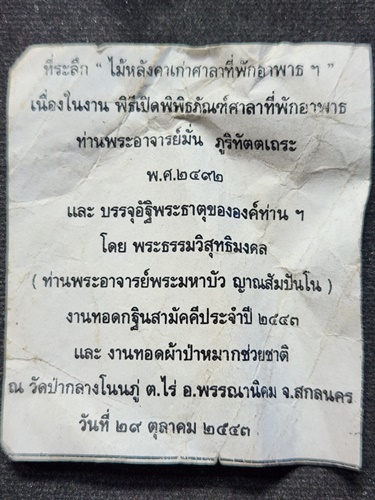 ที่ระลึก " ไม้หลังคาเก่าศาลาที่พักอาพาธ ฯ "
เนื่องในงาน พิธีเปิดพิพิธภัณฑ์ศาลาที่พักอาพาธ
ท่านพระอาจารย์มั่น ภูริทัตตเถระ
พ.ศ.๒๔๙๒
และ บรรจุอัฐิพระธาตุขององค์ท่าน ฯ
โดย พระธรรมวิสุทธิมงคล
( ท่านพระอาจารย์พระมหาบัว ญาณสัมปันโน )
งานทอดกฐินสามัคคีประจำปี ๒๕๔๓
และ งานทอดผ้าป่าหมากช่วยชาติ
ณ วัดป่ากลางโนนภู่ ต.ไร่ อ.พรรณานิคม จ.สกลนคร
วันที่ ๒๙ ตุลาคม ๒๕๔๓